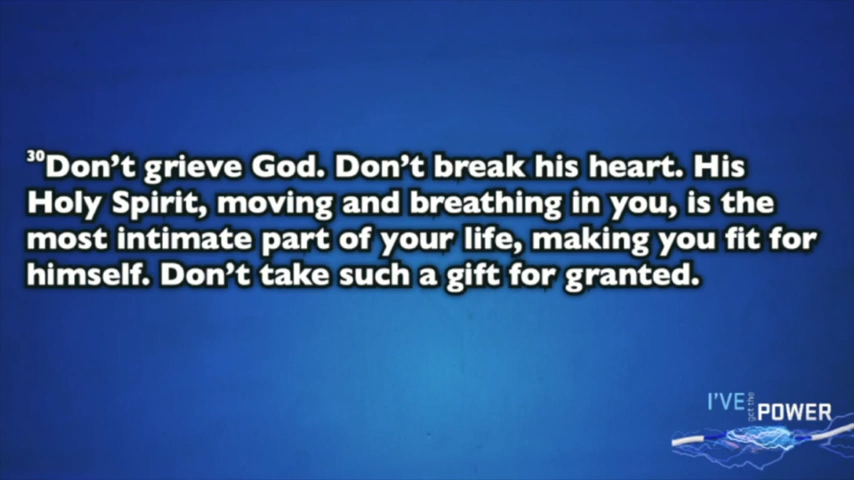 30Don't grieve God. Don't break his heart. His
Holy Spirit, moving and breathing in you, is the
most intimate part of your life, making you fit for
himself. Don't take such a gift for granted.
I'VE got the POWER